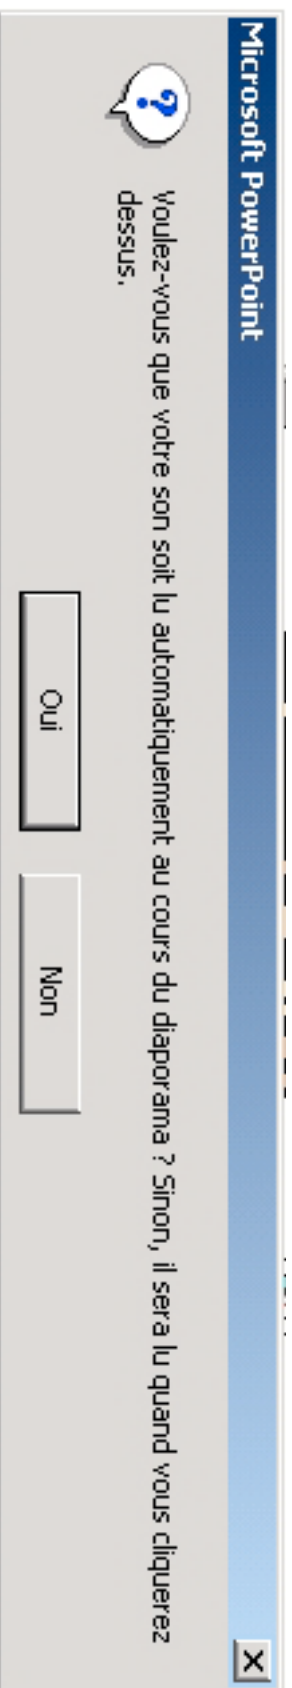 Microsoft PowerPoint
Voulez-vous que votre son soit lu automatiquement au cours du diaporama ? Sinon, il sera lu quand vous cliquerez
dessus.
Oui
Non